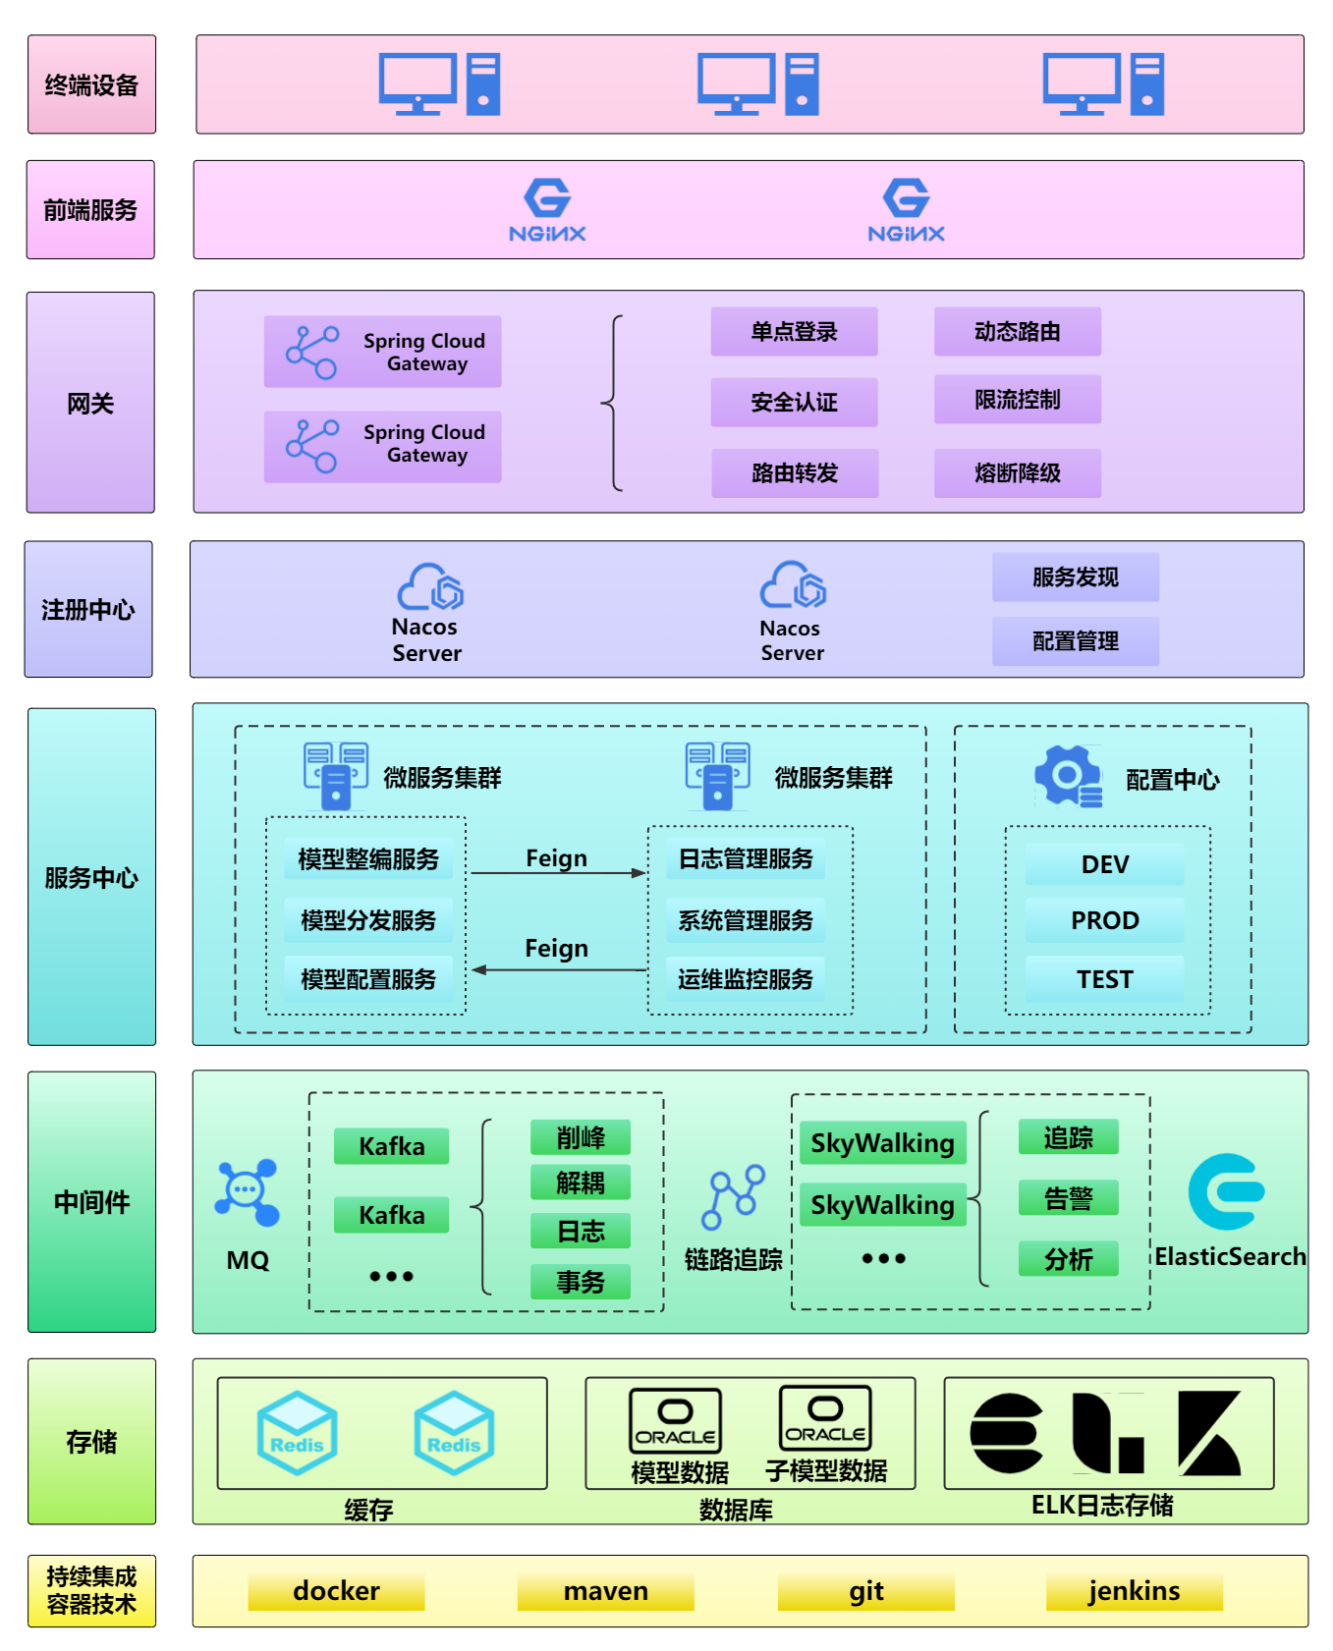 终端设备
前端服务
NGiNX
NGiNX
网关
Spring Cloud
Gateway
Spring Cloud
Gateway
单点登录
动态路由
安全认证
限流控制
路由转发
熔断降级
注册中心
Nacos
Server
Nacos
Server
服务发现
配置管理
服务中心
微服务集群
模型整编服务
模型分发服务
模型配置服务
Feign
Feign
微服务集群
日志管理服务
系统管理服务
运维监控服务
配置中心
DEV
PROD
TEST
中间件
MQ
Kafka
Kafka
•••
削峰
解耦
日志
事务
链路追踪
SkyWalking
SkyWalking
•••
追踪
告警
分析
ElasticSearch
存储
Redis
Redis
缓存
ORACLE
模型数据
ORACLE
子模型数据
数据库
ELK日志存储
持续集成
容器技术
docker
maven
git
jenkins